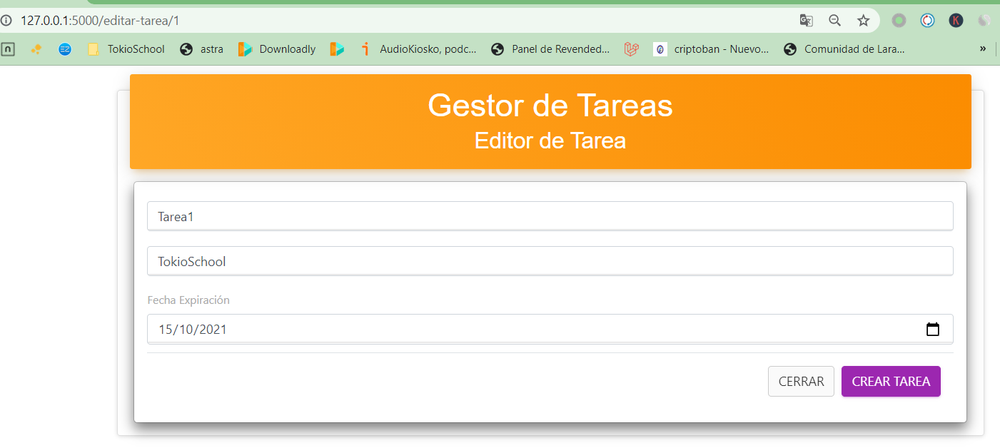 127.0.0.1:5000/editar-tarea/1
K
n EZ TokioSchool astra Downloadly AudioKiosko, podc... Panel de Revended... criptoban - Nuevo... Comunidad de Lara... »
Gestor de Tareas
Editor de Tarea
Tarea1
TokioSchool
Fecha Expiración
15/10/2021
CERRAR
CREAR TAREA